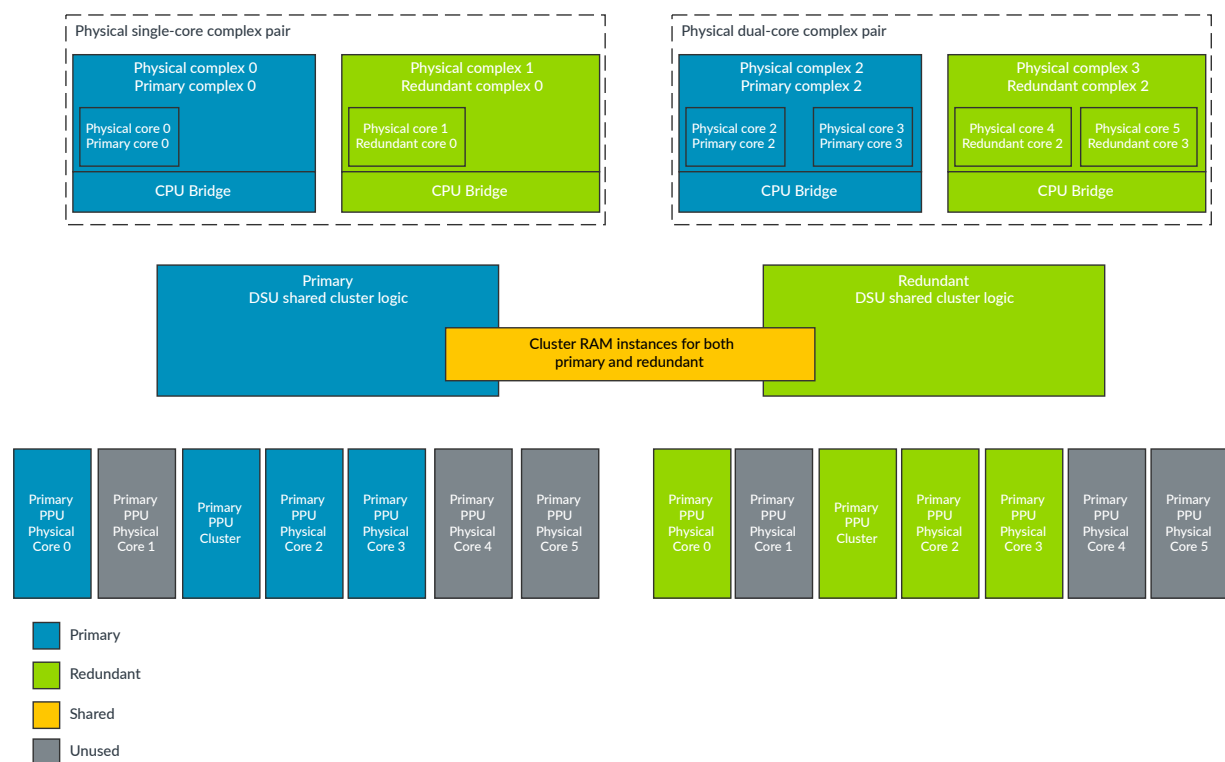 Physical single-core complex pair
Physical complex 0
Primary complex 0
Physical core 0
Primary core 0
CPU Bridge
Physical complex 1
Redundant complex 0
Physical core 1
Redundant core 0
CPU Bridge
Physical dual-core complex pair
Physical complex 2
Primary complex 2
Physical core 2
Primary core 2
Physical core 3
Primary core 3
CPU Bridge
Physical complex 3
Redundant complex 2
Physical core 4
Redundant core 2
Physical core 5
Redundant core 3
CPU Bridge
Primary
DSU shared cluster logic
Redundant
DSU shared cluster logic
Cluster RAM instances for both
primary and redundant
Primary
PPU
Physical
Core 0
Primary
PPU
Physical
Core 1
Primary
PPU
Cluster
Primary
PPU
Physical
Core 2
Primary
PPU
Physical
Core 3
Primary
PPU
Physical
Core 4
Primary
PPU
Physical
Core 5
Primary
PPU
Physical
Core 0
Primary
PPU
Physical
Core 1
Primary
PPU
Cluster
Primary
PPU
Physical
Core 2
Primary
PPU
Physical
Core 3
Primary
PPU
Physical
Core 4
Primary
PPU
Physical
Core 5
Primary
Redundant
Shared
Unused